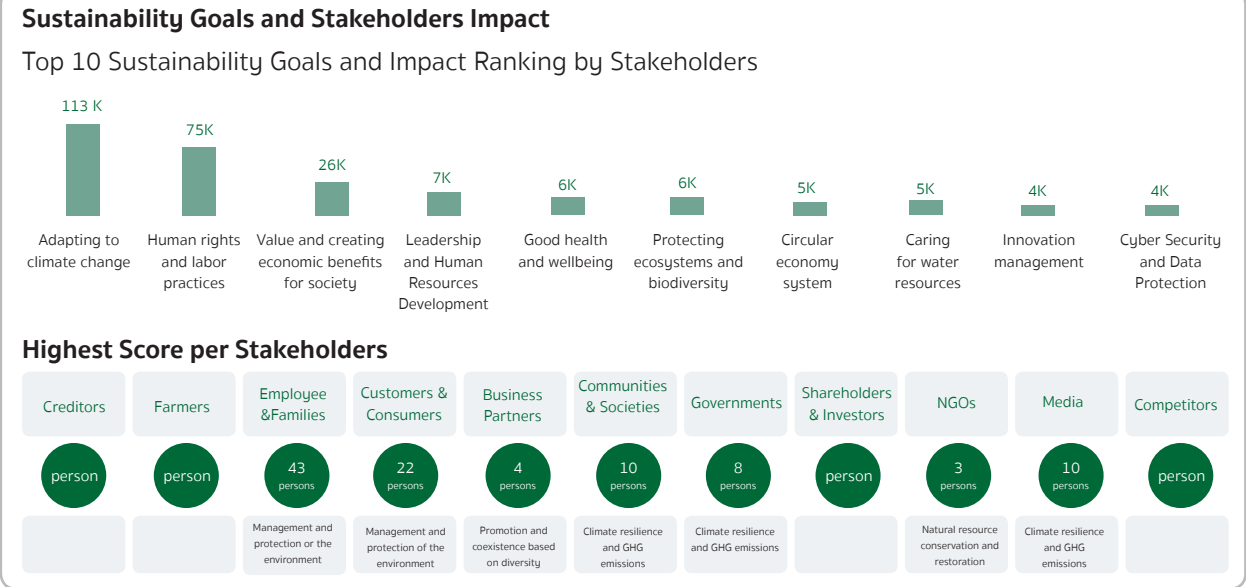 Sustainability Goals and Stakeholders Impact
Top 10 Sustainability Goals and Impact Ranking by Stakeholders
113 K
75K
26K
7K
6K
6K
5K
5K
4K
4K
Adapting to
climate change
Human rights
and labor
practices
Value and creating
economic benefits
for society
Leadership
and Human
Resources
Development
Good health
and wellbeing
Protecting
ecosystems and
biodiversity
Circular
economy
system
Caring
for water
resources
Innovation
management
Cyber Security
and Data
Protection
Highest Score per Stakeholders
Creditors
Farmers
Employee
&Families
Customers &
Consumers
Business
Partners
Communities
& Societies
Governments
Shareholders
& Investors
NGOs
Media
Competitors
person
person
43
persons
22
persons
4
persons
10
persons
8
persons
person
3
persons
10
persons
person
Management and
protection or the
environment
Management and
protection of the
environment
Promotion and
coexistence based
on diversity
Climate resilience
and GHG
emissions
Climate resilience
and GHG emissions
Natural resource
conservation and
restoration
Climate resilience
and GHG
emissions